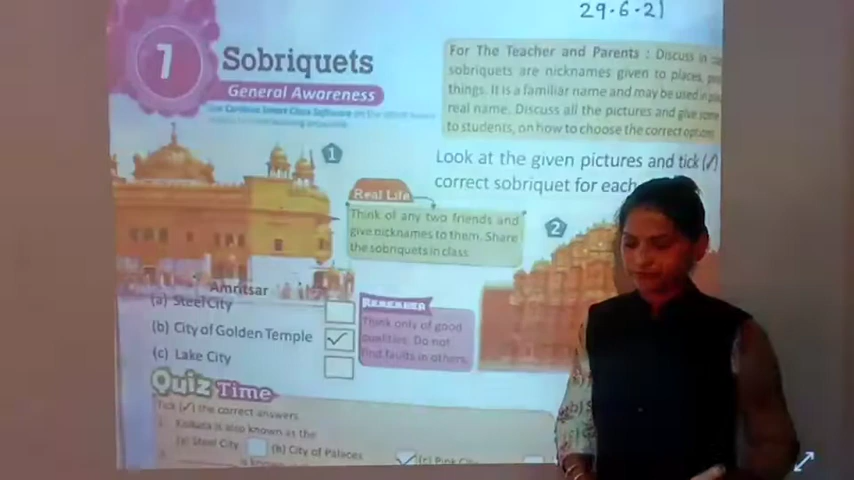 29.6.21
7
Sobriquets
General Awareness
For The Teacher and Parents : Discuss in
sobriquets are nicknames given to places,
things. It is a familiar name and may be used in
real name. Discuss all the pictures and give some
to students, on how to choose the correct option
Look at the given pictures and tick (✓)
correct sobriquet for each
1
Real Life
Think of any two friends and
give nicknames to them. Share
the sobriquets in class.
2
Amritsar
(a) Steel City
(b) City of Golden Temple
(c) Lake City
Remember
Think only of good
qualities. Do not
find faults in others.
Quiz Time
Tick (✓) the correct answers
1. Kolkata is also known as the
(a) Steel City (b) City of Palaces (c) Pink City
is known